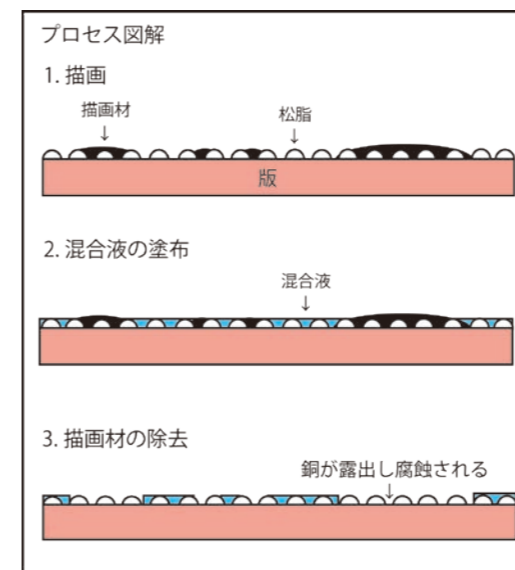 プロセス図解
1. 描画
描画材
松脂
↓
↓
版
2. 混合液の塗布
混合液
↓
3. 描画材の除去
銅が露出し腐蝕される
↓